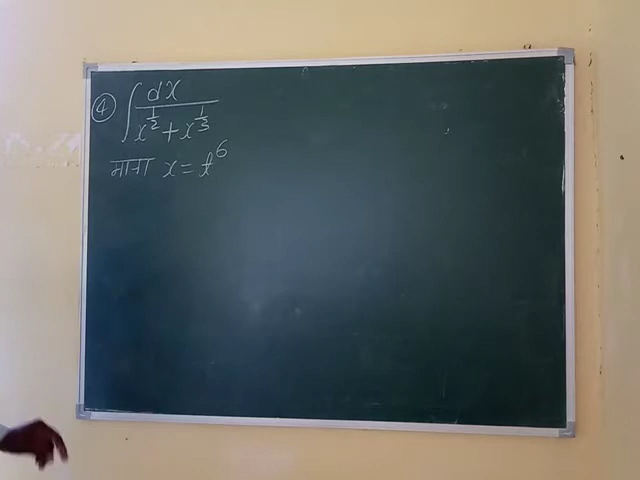 ④ ∫ dx / (x^{1/2} + x^{1/3})
माना x = t^6